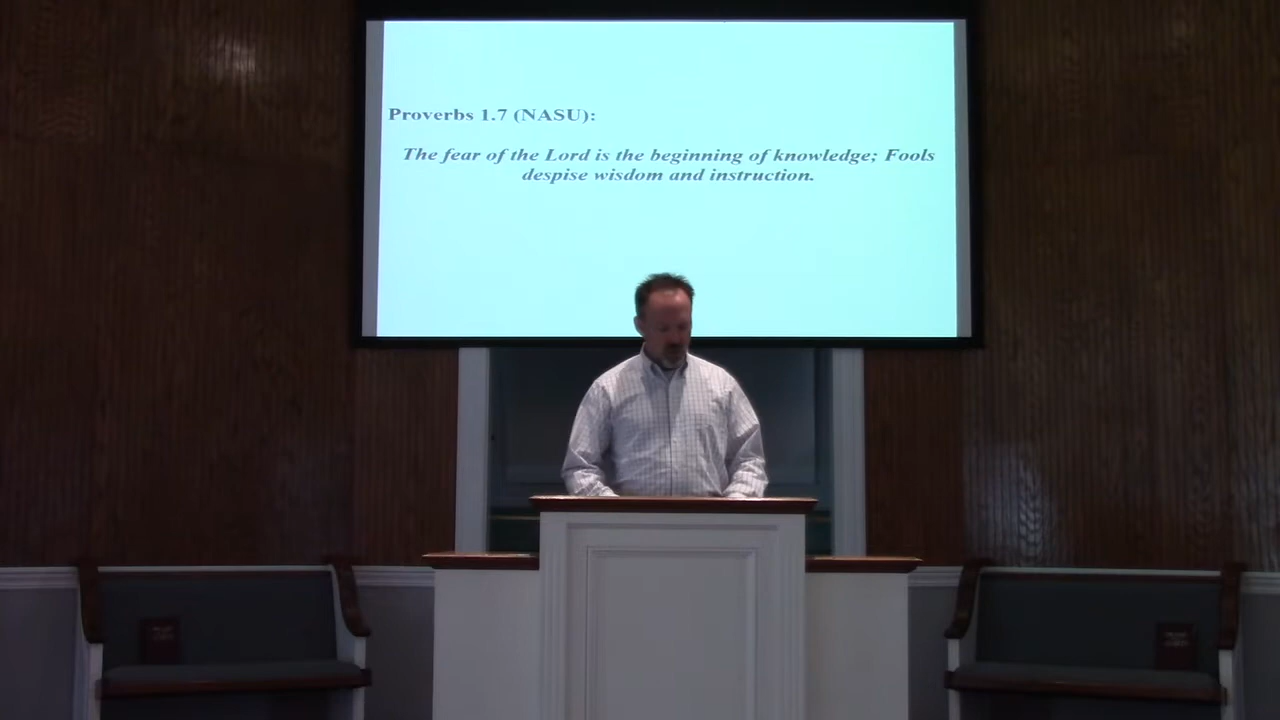 Proverbs 1.7 (NASU):
The fear of the Lord is the beginning of knowledge; Fools
despise wisdom and instruction.